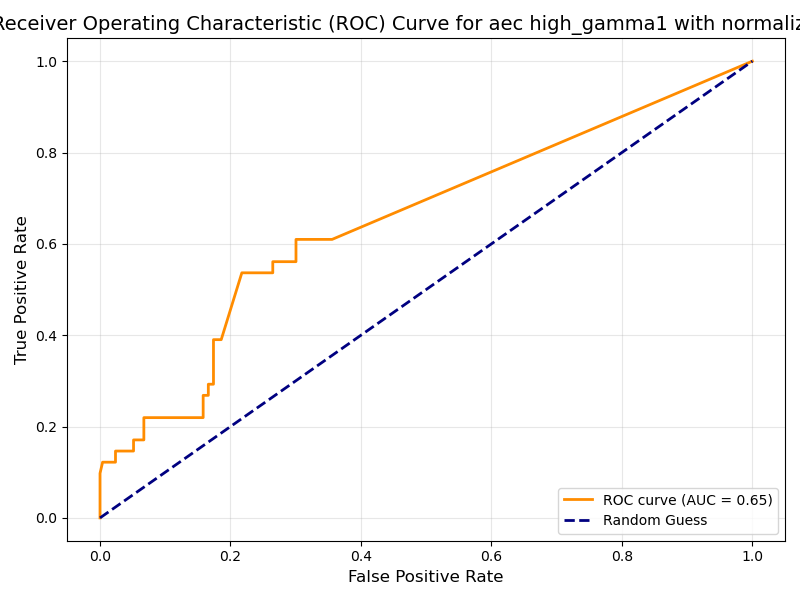 Receiver Operating Characteristic (ROC) Curve for aec high_gamma1 with normaliz
1.0
0.8
0.6
0.4
0.2
0.0
True Positive Rate
0.0 0.2 0.4 0.6 0.8 1.0
False Positive Rate
ROC curve (AUC = 0.65)
Random Guess